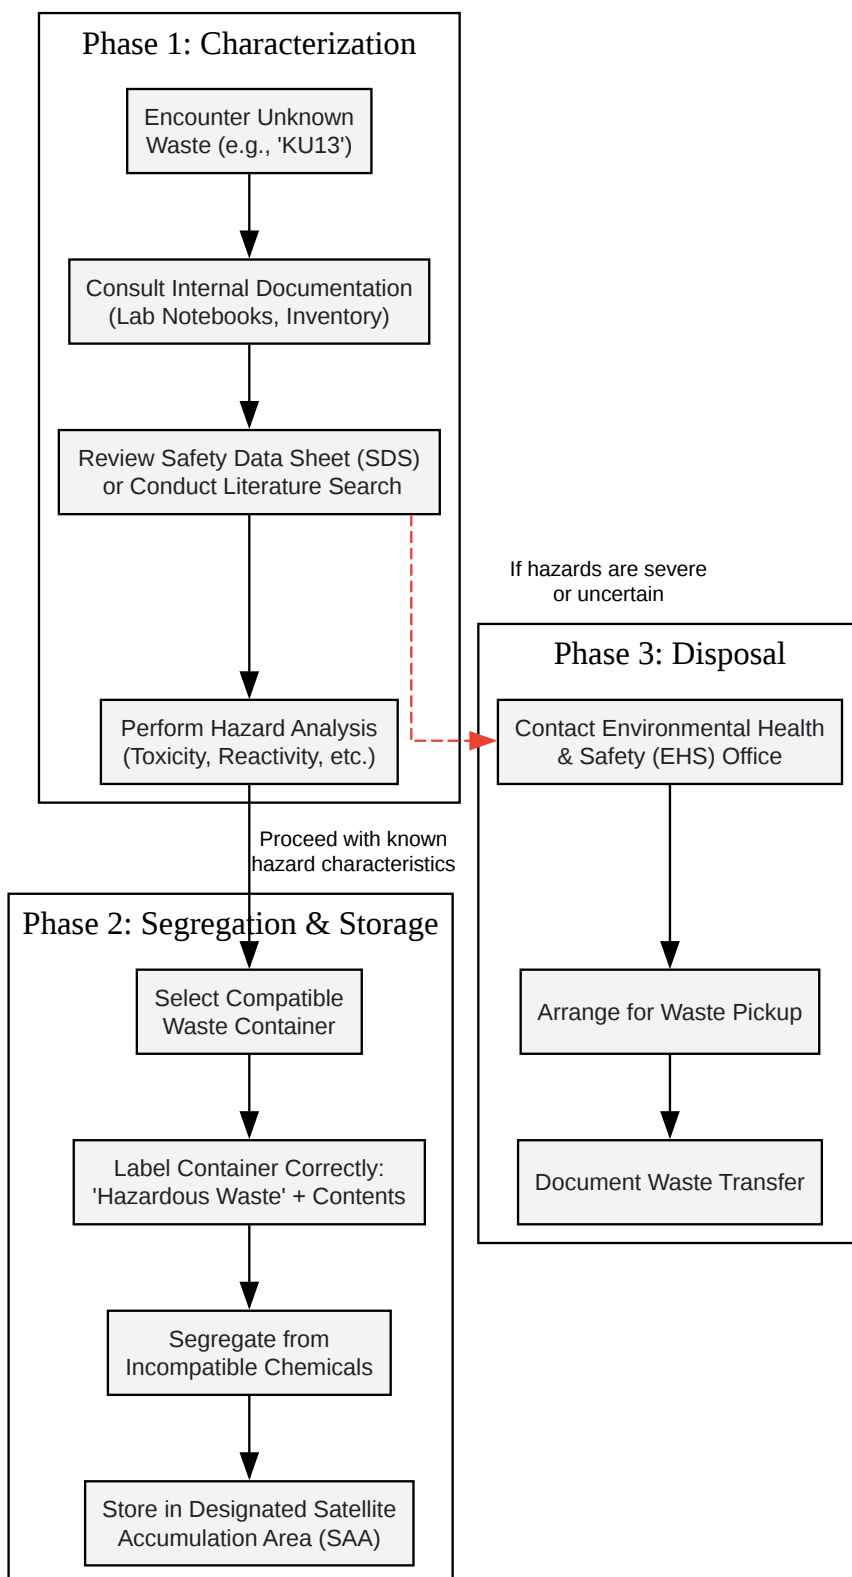 Phase 1: Characterization
Encounter Unknown
Waste (e.g., 'KU13')
Consult Internal Documentation
(Lab Notebooks, Inventory)
Review Safety Data Sheet (SDS)
or Conduct Literature Search
Perform Hazard Analysis
(Toxicity, Reactivity, etc.)
Proceed with known
hazard characteristics
Phase 2: Segregation & Storage
Select Compatible
Waste Container
Label Container Correctly:
'Hazardous Waste' + Contents
Segregate from
Incompatible Chemicals
Store in Designated Satellite
Accumulation Area (SAA)
If hazards are severe
or uncertain
Phase 3: Disposal
Contact Environmental Health
& Safety (EHS) Office
Arrange for Waste Pickup
Document Waste Transfer